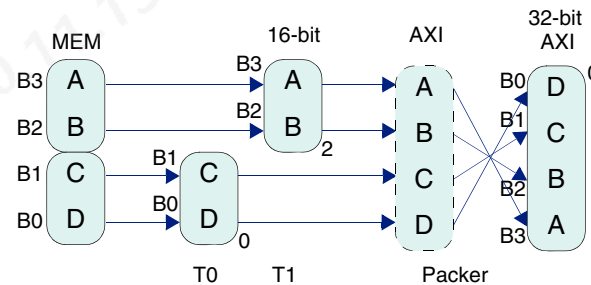 32-bit
MEM 16-bit AXI AXI
B3 A B3 A A B0 D 0
B2 B B2 B B B1 C
2
B1 C B1 C C B2 B
B0 D B0 D D B3 A
0
T0 T1 Packer